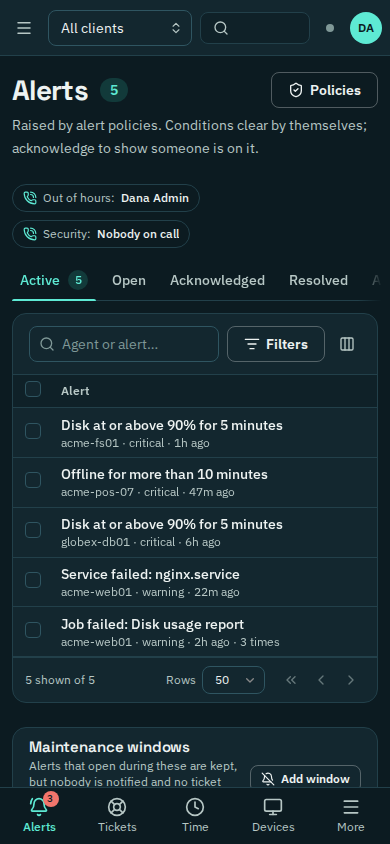 All clients
DA
Alerts 5
Policies
Raised by alert policies. Conditions clear by themselves;
acknowledge to show someone is on it.
Out of hours: Dana Admin
Security: Nobody on call
Active 5 Open Acknowledged Resolved A
Agent or alert...
Filters
Alert
Disk at or above 90% for 5 minutes
acme-fs01 · critical · 1h ago
Offline for more than 10 minutes
acme-pos-07 · critical · 47m ago
Disk at or above 90% for 5 minutes
globex-db01 · critical · 6h ago
Service failed: nginx.service
acme-web01 · warning · 22m ago
Job failed: Disk usage report
acme-web01 · warning · 2h ago · 3 times
5 shown of 5 Rows 50
Maintenance windows
Alerts that open during these are kept,
but nobody is notified and no ticket
Add window
3
Alerts Tickets Time Devices More